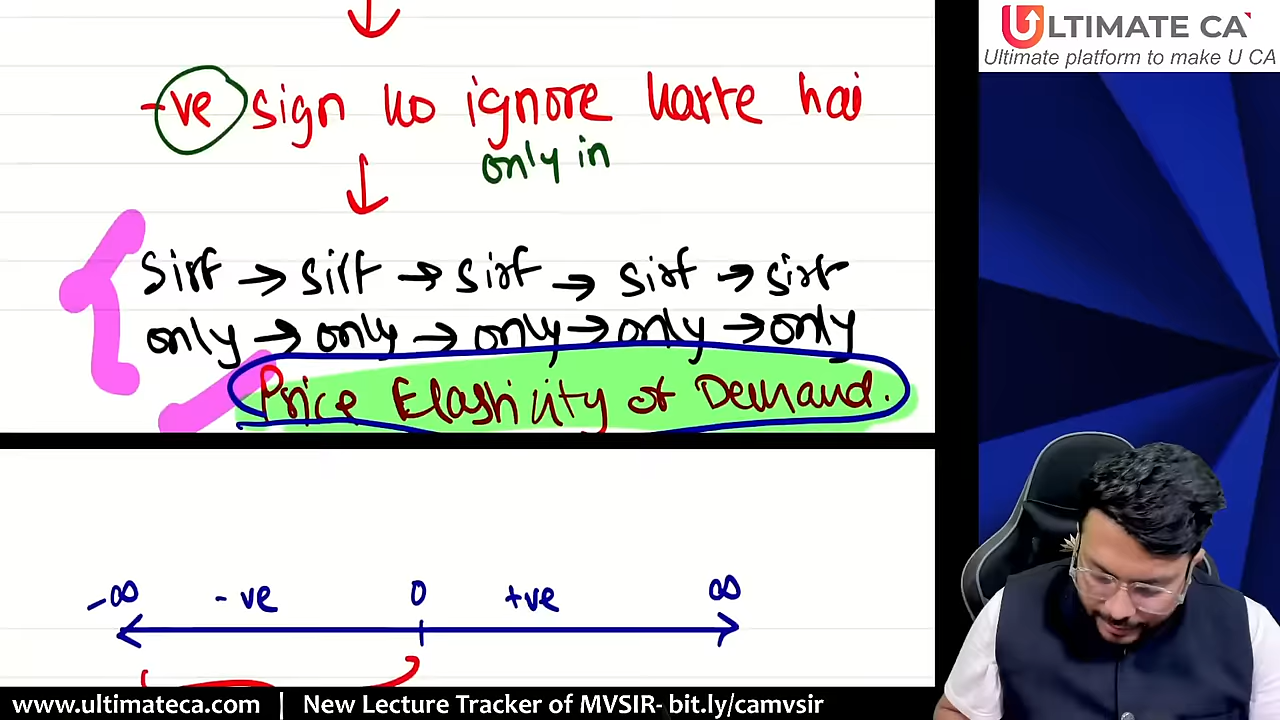 -ve sign ko ignore karte hai
only in
Sirf → sirf → sirf → sirf → sirf
only → only → only → only → only
Price Elasticity of Demand.
-∞ -ve 0 +ve ∞
ULTIMATE CA
Ultimate platform to make U CA
www.ultimateca.com | New Lecture Tracker of MVSIR- bit.ly/camvsir